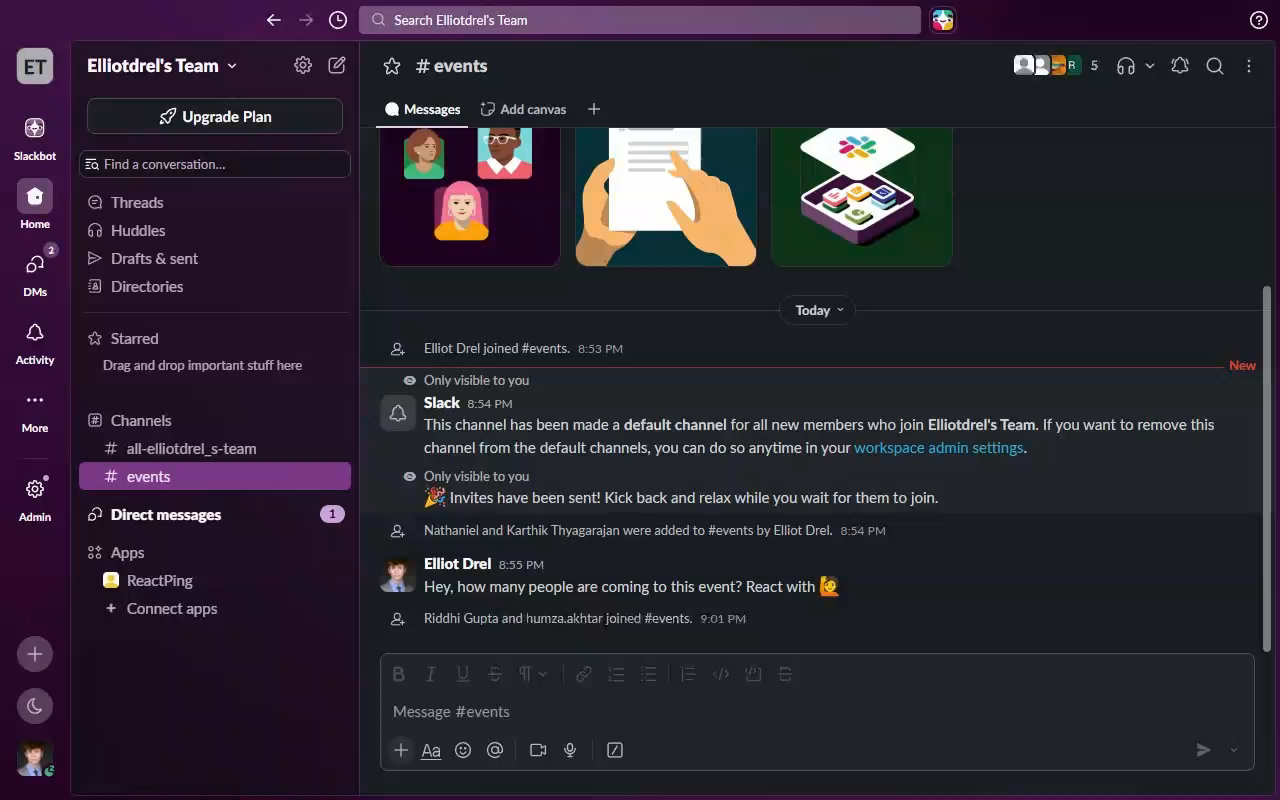 Search Elliotdrel's Team
ET
Elliotdrel's Team
# events
R
5
Upgrade Plan
Messages
Add canvas
Find a conversation...
Slackbot
Threads
Home
Huddles
2
Drafts & sent
DMs
Directories
Today
Starred
Activity
Drag and drop important stuff here
Elliot Drel joined #events. 8:53 PM
New
Only visible to you
Slack 8:54 PM
This channel has been made a default channel for all new members who join Elliotdrel's Team. If you want to remove this
channel from the default channels, you can do so anytime in your workspace admin settings.
More
Channels
# all-elliotdrel_s-team
# events
Only visible to you
Invites have been sent! Kick back and relax while you wait for them to join.
Admin
Direct messages
1
Nathaniel and Karthik Thyagarajan were added to #events by Elliot Drel. 8:54 PM
Apps
Elliot Drel 8:55 PM
ReactPing
Hey, how many people are coming to this event? React with
+ Connect apps
Riddhi Gupta and humza.akhtar joined #events. 9:01 PM
B I U S
Message #events
Aa